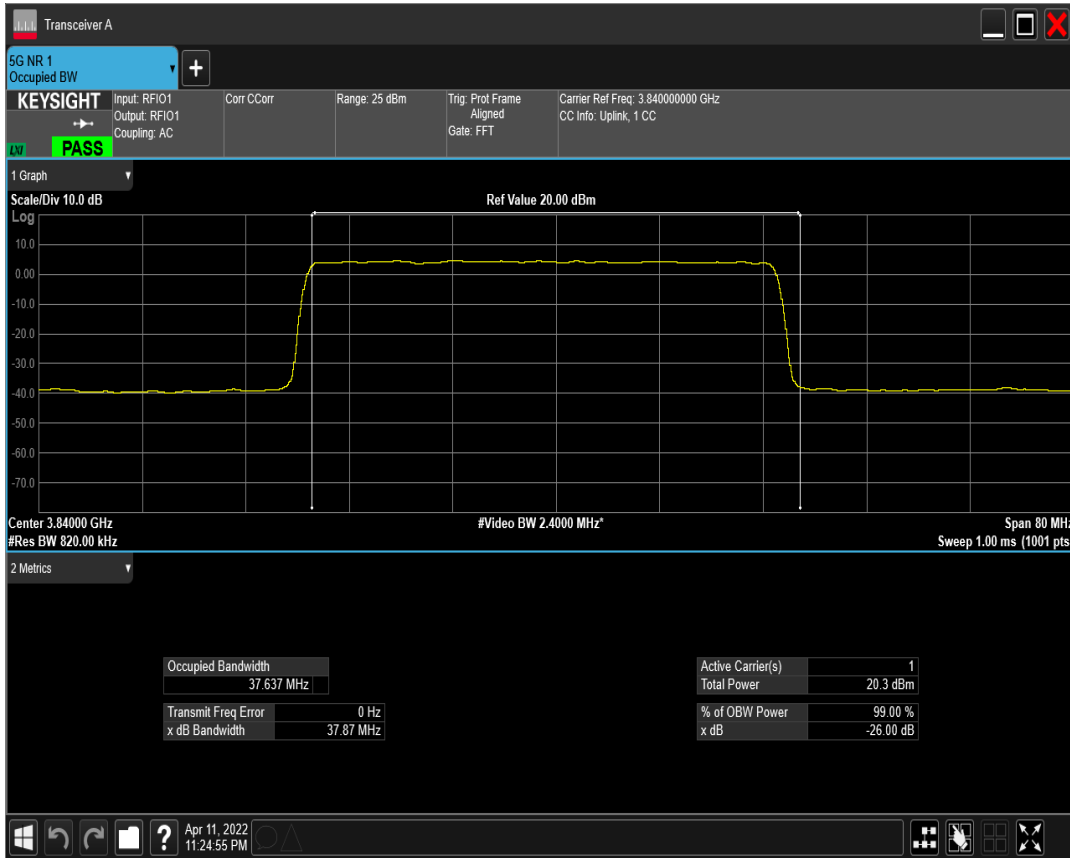 Transceiver A
5G NR 1
Occupied BW
+
KEYSIGHT
LXI
PASS
Input: RFIO1
Output: RFIO1
Coupling: AC
Corr CCorr
Range: 25 dBm
Trig: Prot Frame
Aligned
Gate: FFT
Carrier Ref Freq: 3.840000000 GHz
CC Info: Uplink, 1 CC
1 Graph
Scale/Div 10.0 dB
Ref Value 20.00 dBm
Log
10.0
0.00
-10.0
-20.0
-30.0
-40.0
-50.0
-60.0
-70.0
Center 3.84000 GHz
#Video BW 2.4000 MHz*
Span 80 MHz
#Res BW 820.00 kHz
Sweep 1.00 ms (1001 pts
2 Metrics
Occupied Bandwidth
37.637 MHz
Transmit Freq Error 0 Hz
x dB Bandwidth 37.87 MHz
Active Carrier(s) 1
Total Power 20.3 dBm
% of OBW Power 99.00 %
x dB -26.00 dB
?
Apr 11, 2022
11:24:55 PM